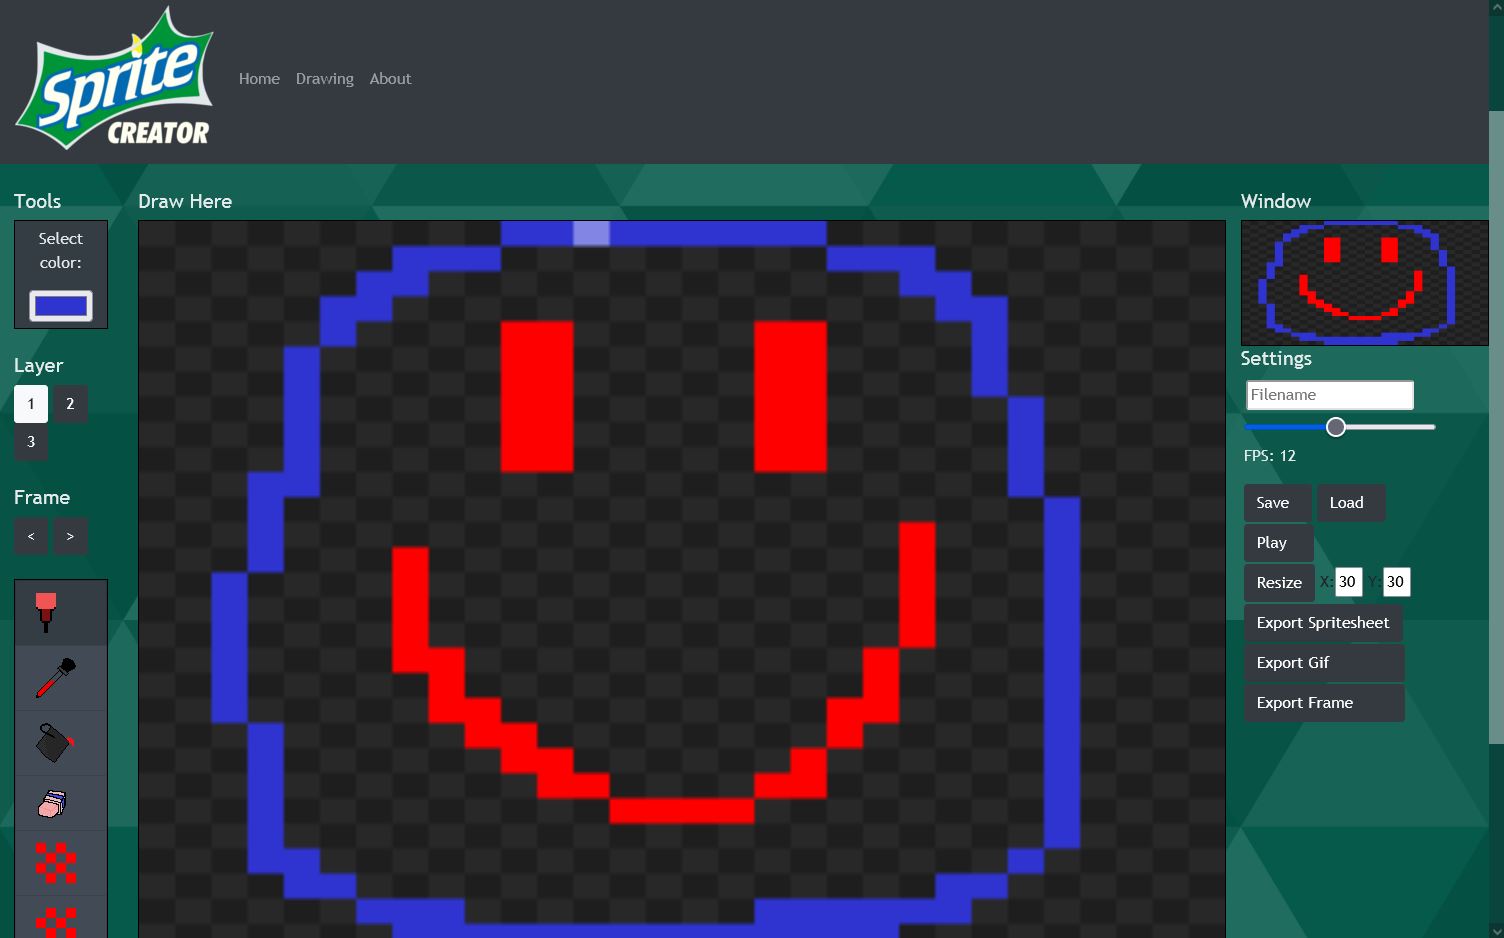 Sprite
CREATOR
Home Drawing About
Tools
Select
color:
Layer
1 2
3
Frame
< >
Draw Here
Window
Settings
Filename
FPS: 12
Save Load
Play
Resize X: 30 Y: 30
Export Spritesheet
Export Gif
Export Frame